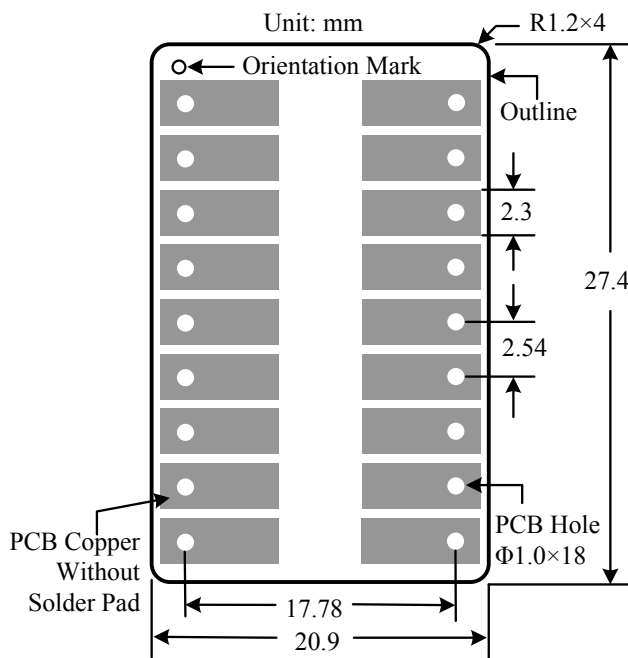 Unit: mm
R1.2×4
Orientation Mark
Outline
2.3
27.4
2.54
PCB Hole
Φ1.0×18
PCB Copper
Without
Solder Pad
17.78
20.9